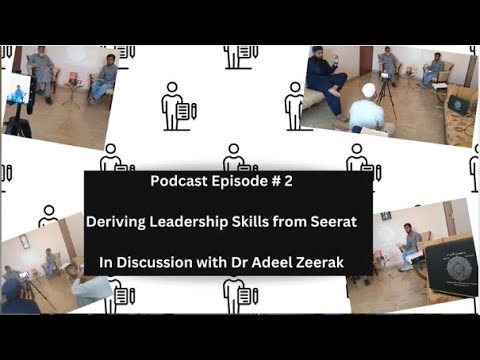 Podcast Episode # 2
Deriving Leadership Skills from Seerat
In Discussion with Dr Adeel Zeerak